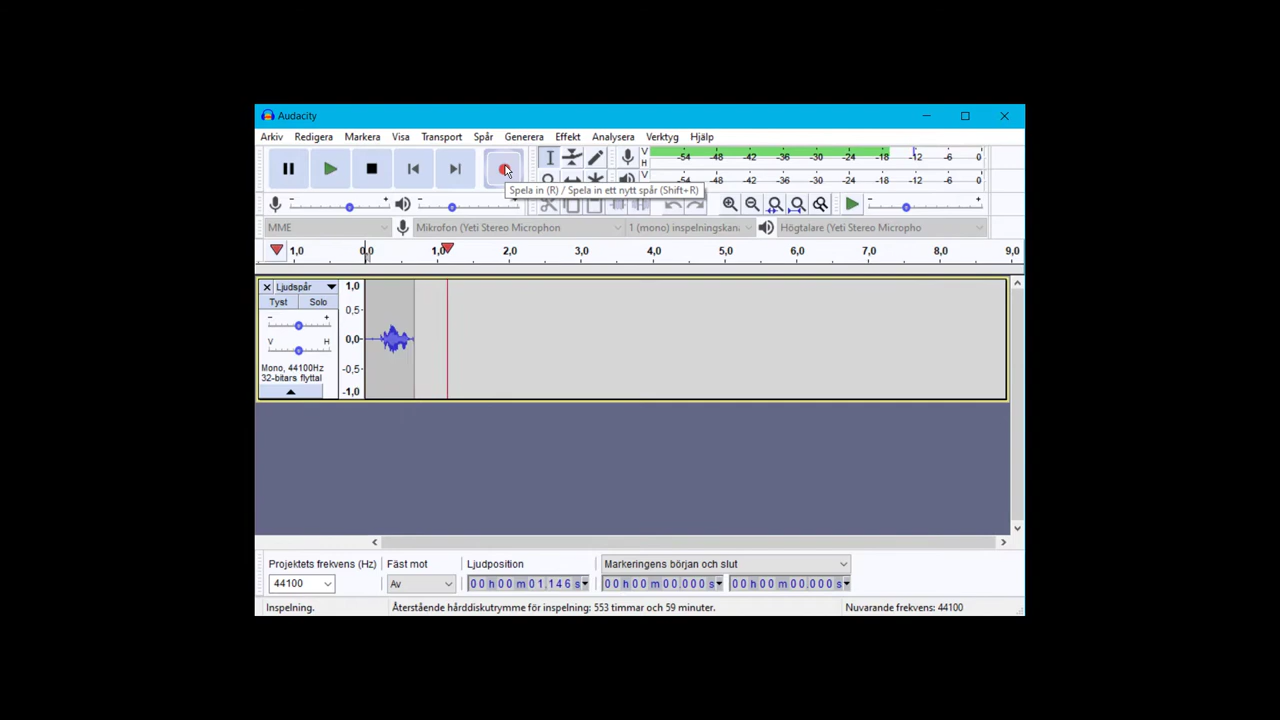 Audacity
Arkiv Redigera Markera Visa Transport Spår Generera Effekt Analysera Verktyg Hjälp
V H -54 -48 -42 -36 -30 -24 -18 -12 -6 0
V -54 -48 -42 -36 -30 -24 -18 -12 -6 0
Spela in (R) / Spela in ett nytt spår (Shift+R)
- + - + - +
MME Mikrofon (Yeti Stereo Microphon 1 (mono) inspelningskan. Högtalare (Yeti Stereo Micropho
1,0 0,0 1,0 2,0 3,0 4,0 5,0 6,0 7,0 8,0 9,0
Ljudspår 1,0
Tyst Solo
0,5-
- +
0,0-
V H
Mono, 44100Hz -0,5-
32-bitars flyttal
-1,0
Projektets frekvens (Hz) Fäst mot Ljudposition Markeringens början och slut
44100 Av 00 h 00 m 01.146 s 00 h 00 m 00.000 s 00 h 00 m 00.000 s
Inspelning. Återstående hårddiskutrymme för inspelning: 553 timmar och 59 minuter. Nuvarande frekvens: 44100